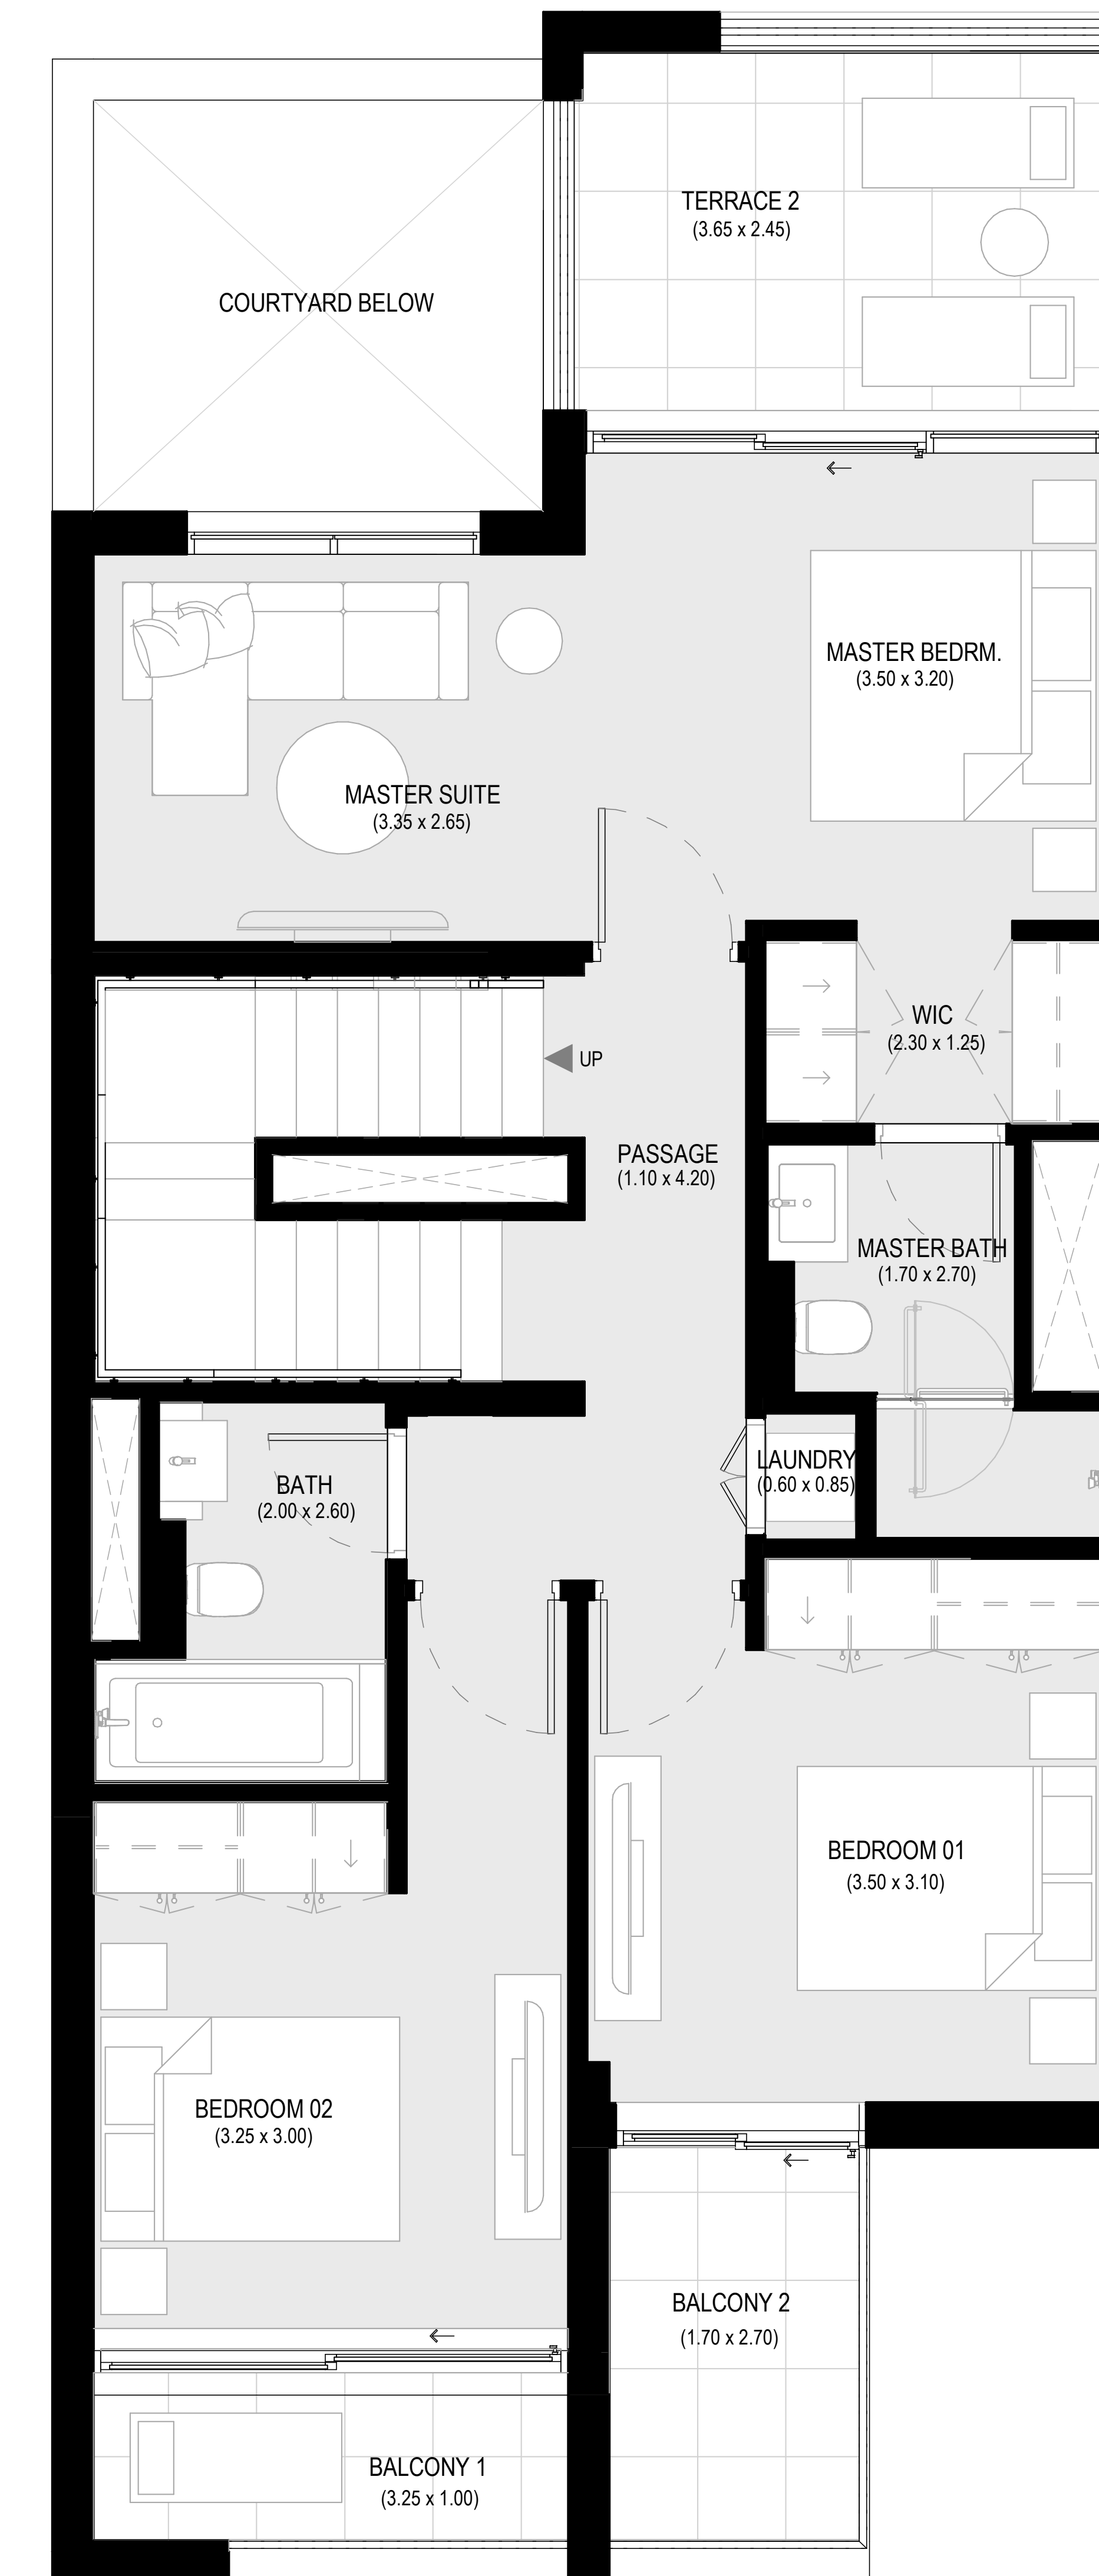 TERRACE 2
(3.65 x 2.45)
COURTYARD BELOW
MASTER BEDRM.
(3.50 x 3.20)
MASTER SUITE
(3.35 x 2.65)
WIC
(2.30 x 1.25)
UP
PASSAGE
(1.10 x 4.20)
MASTER BATH
(1.70 x 2.70)
LAUNDRY
(0.60 x 0.85)
BATH
(2.00 x 2.60)
BEDROOM 01
(3.50 x 3.10)
BEDROOM 02
(3.25 x 3.00)
BALCONY 2
(1.70 x 2.70)
BALCONY 1
(3.25 x 1.00)